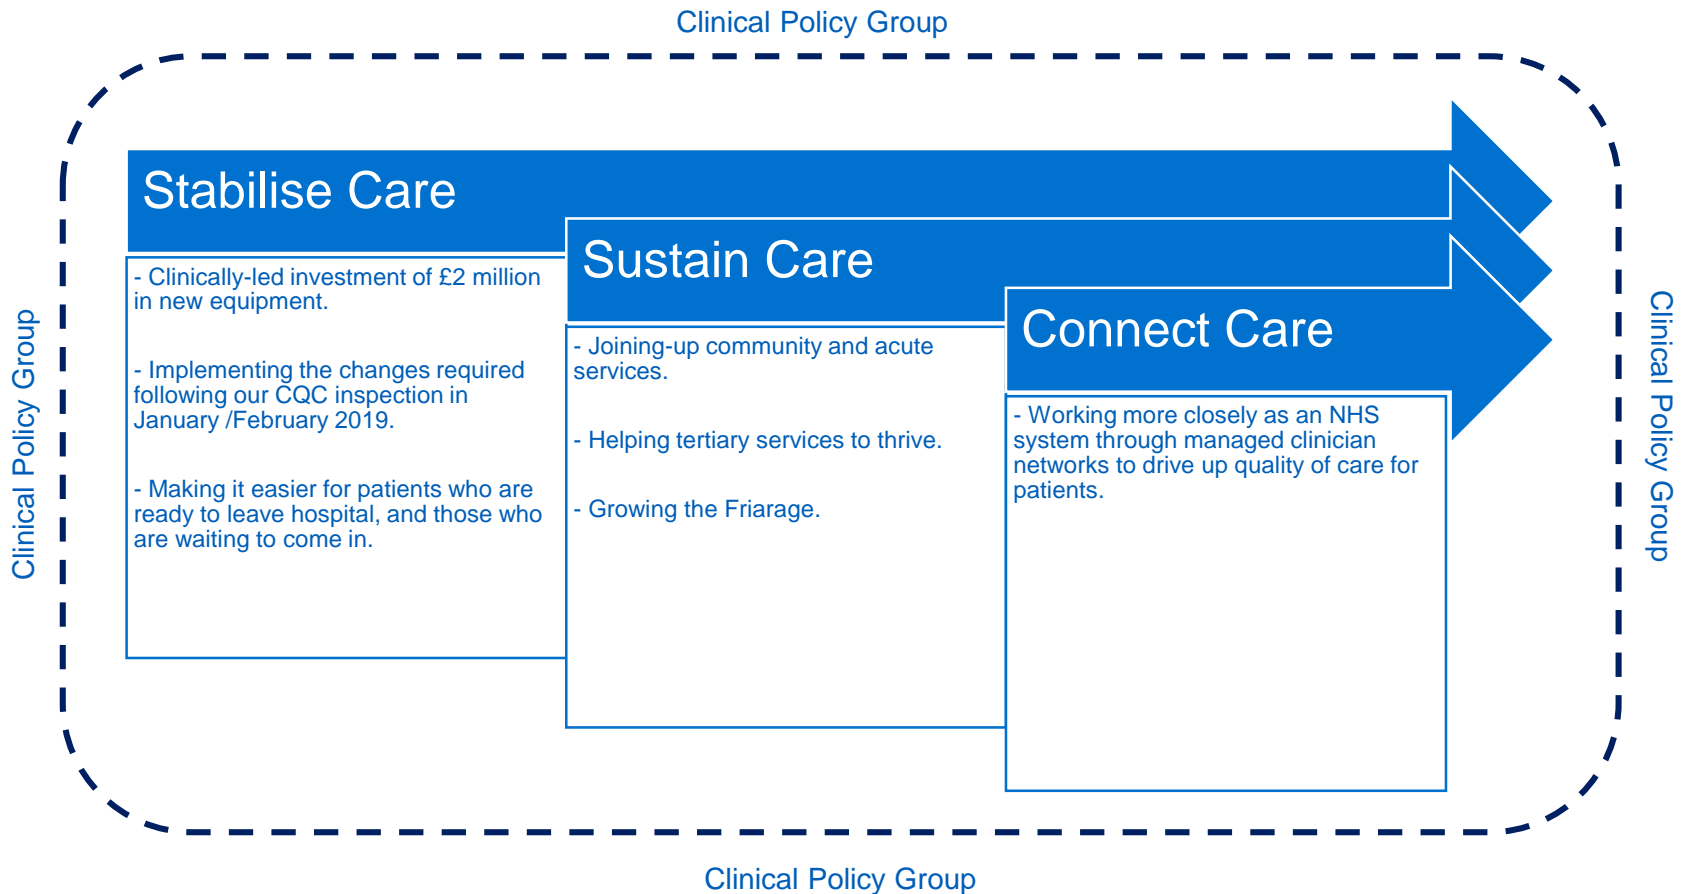 Clinical Policy Group
Clinical Policy Group
Stabilise Care
- Clinically-led investment of £2 million
in new equipment.
- Implementing the changes required
following our CQC inspection in
January /February 2019.
- Making it easier for patients who are
ready to leave hospital, and those who
are waiting to come in.
Sustain Care
- Joining-up community and acute
services.
- Helping tertiary services to thrive.
- Growing the Friarage.
Connect Care
- Working more closely as an NHS
system through managed clinician
networks to drive up quality of care for
patients.
Clinical Policy Group
Clinical Policy Group